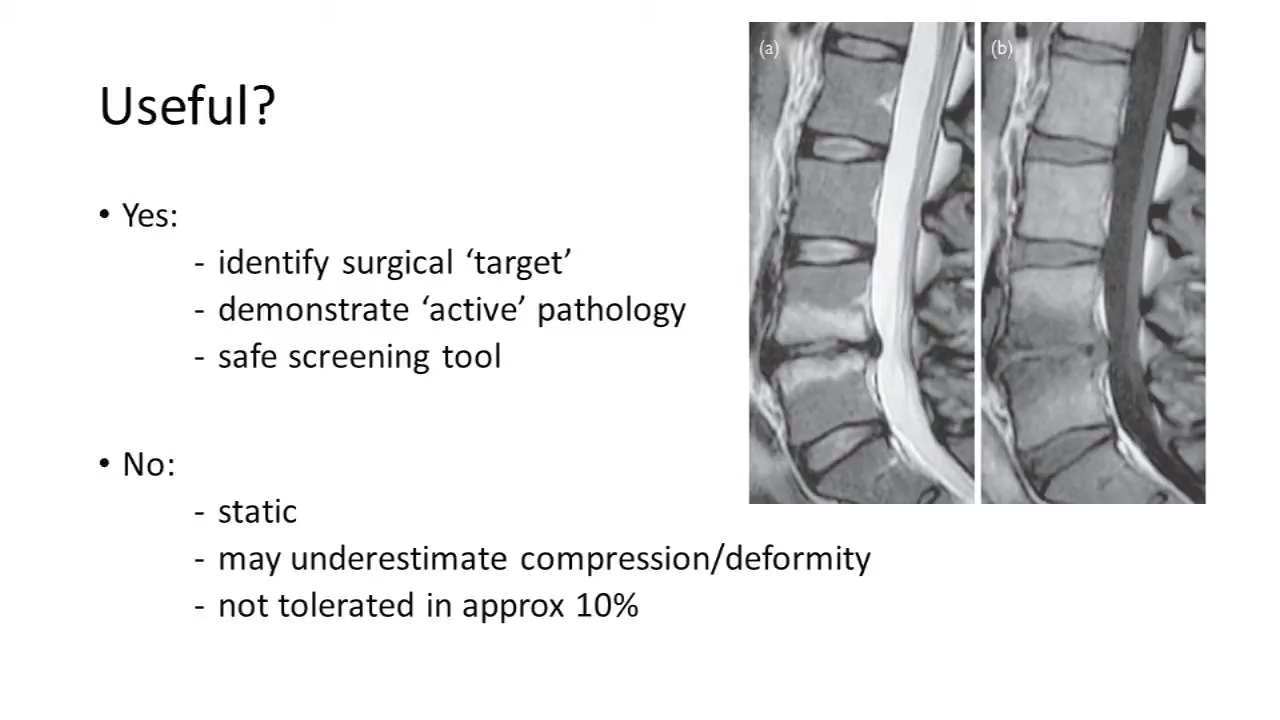 Useful?
• Yes:
- identify surgical ‘target’
- demonstrate ‘active’ pathology
- safe screening tool
• No:
- static
- may underestimate compression/deformity
- not tolerated in approx 10%
(a)
(b)